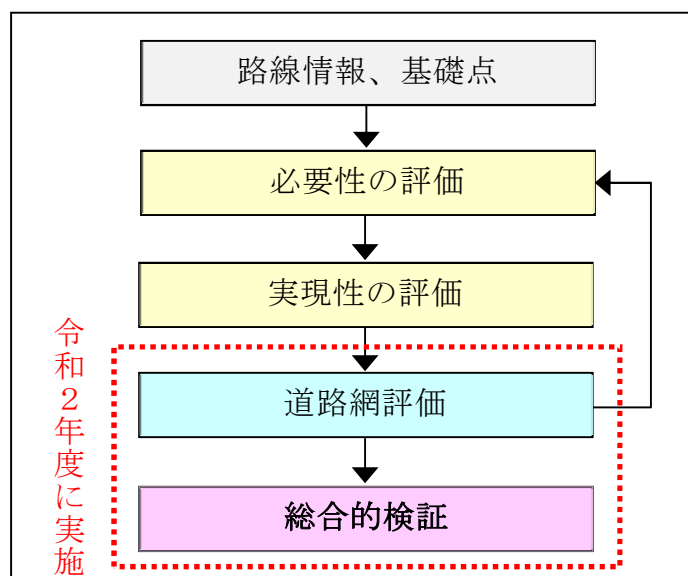 路線情報、基礎点
必要性の評価
実現性の評価
道路網評価
総合的検証
令和２年度に実施